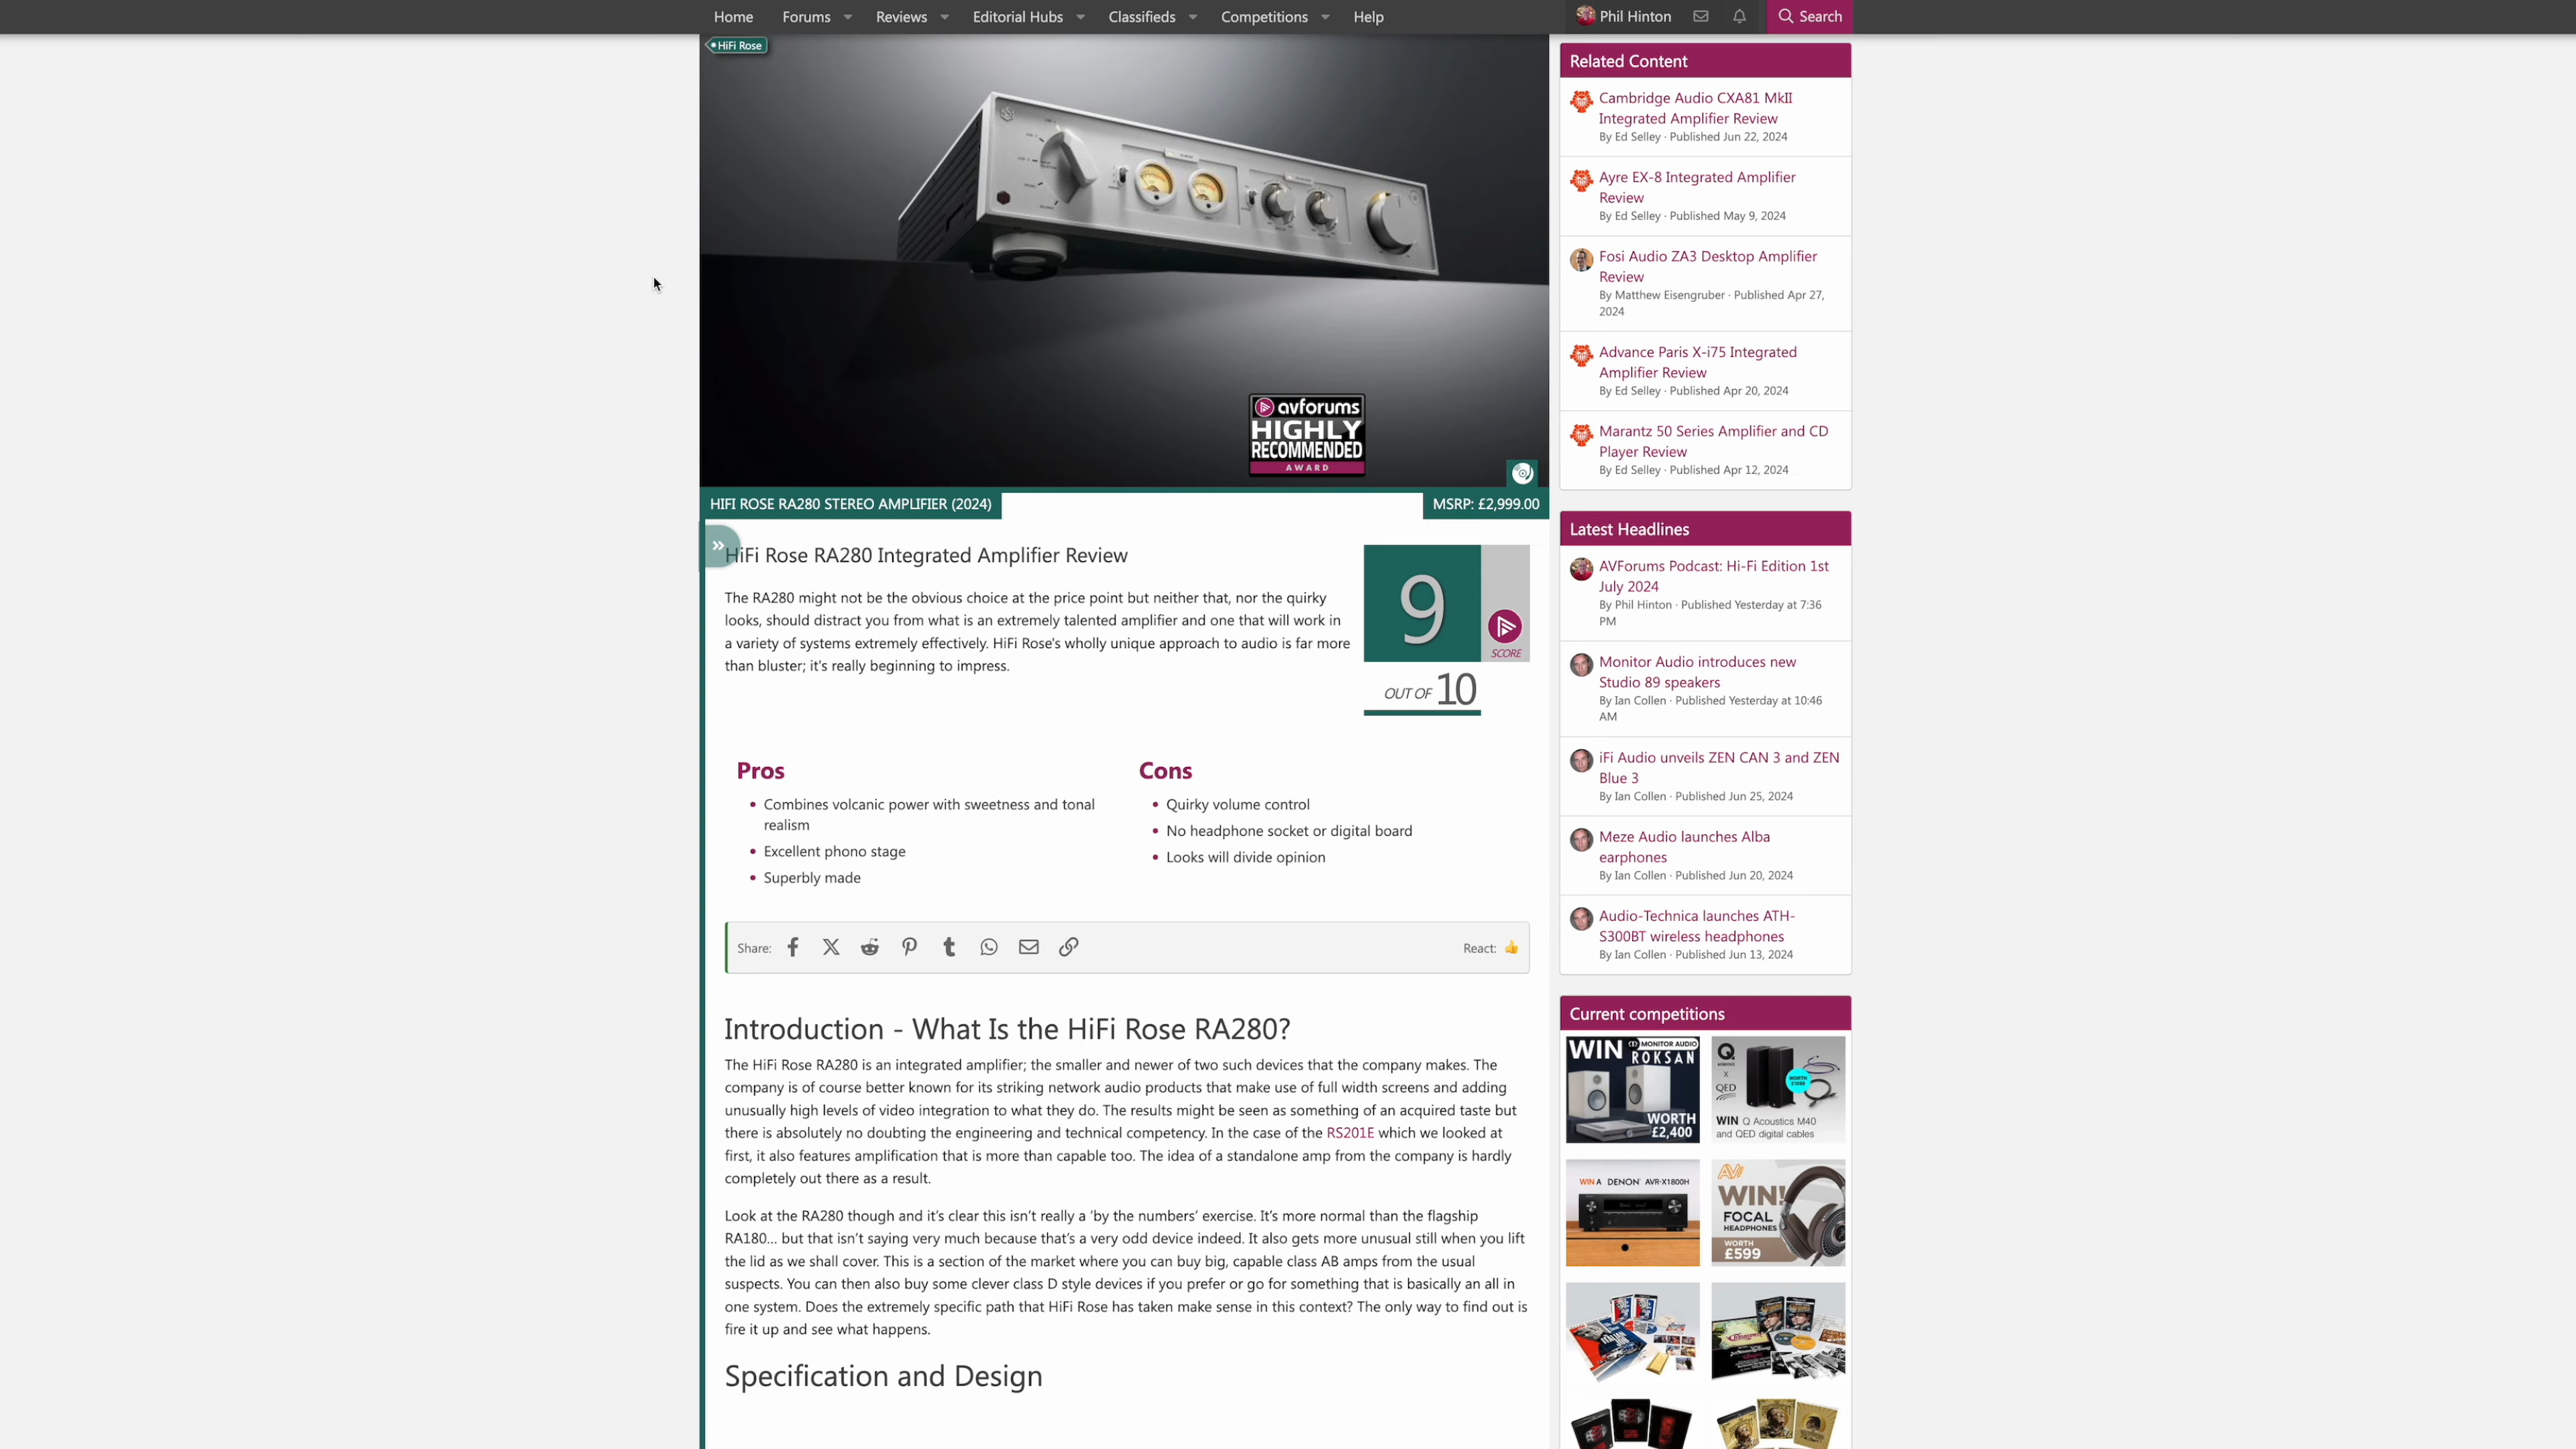 Home Forums Reviews Editorial Hubs Classifieds Competitions Help Phil Hinton Search
HiFi Rose
avforums
HIGHLY
RECOMMENDED
AWARD
HIFI ROSE RA280 STEREO AMPLIFIER (2024)
MSRP: £2,999.00
HiFi Rose RA280 Integrated Amplifier Review
The RA280 might not be the obvious choice at the price point but neither that, nor the quirky
looks, should distract you from what is an extremely talented amplifier and one that will work in
a variety of systems extremely effectively. HiFi Rose's wholly unique approach to audio is far more
than bluster; it's really beginning to impress.
9
SCORE
OUT OF 10
Pros
• Combines volcanic power with sweetness and tonal
realism
• Excellent phono stage
• Superbly made
Cons
• Quirky volume control
• No headphone socket or digital board
• Looks will divide opinion
Share:
React:
Introduction - What Is the HiFi Rose RA280?
The HiFi Rose RA280 is an integrated amplifier; the smaller and newer of two such devices that the company makes. The
company is of course better known for its striking network audio products that make use of full width screens and adding
unusually high levels of video integration to what they do. The results might be seen as something of an acquired taste but
there is absolutely no doubting the engineering and technical competency. In the case of the RS201E which we looked at
first, it also features amplification that is more than capable too. The idea of a standalone amp from the company is hardly
completely out there as a result.
Look at the RA280 though and it's clear this isn't really a 'by the numbers' exercise. It's more normal than the flagship
RA180... but that isn't saying very much because that's a very odd device indeed. It also gets more unusual still when you lift
the lid as we shall cover. This is a section of the market where you can buy big, capable class AB amps from the usual
suspects. You can then also buy some clever class D style devices if you prefer or go for something that is basically an all in
one system. Does the extremely specific path that HiFi Rose has taken make sense in this context? The only way to find out is
fire it up and see what happens.
Specification and Design
Related Content
Cambridge Audio CXA81 MkII
Integrated Amplifier Review
By Ed Selley · Published Jun 22, 2024
Ayre EX-8 Integrated Amplifier
Review
By Ed Selley · Published May 9, 2024
Fosi Audio ZA3 Desktop Amplifier
Review
By Matthew Eisengruber · Published Apr 27,
2024
Advance Paris X-i75 Integrated
Amplifier Review
By Ed Selley · Published Apr 20, 2024
Marantz 50 Series Amplifier and CD
Player Review
By Ed Selley · Published Apr 12, 2024
Latest Headlines
AVForums Podcast: Hi-Fi Edition 1st
July 2024
By Phil Hinton · Published Yesterday at 7:36
PM
Monitor Audio introduces new
Studio 89 speakers
By Ian Collen · Published Yesterday at 10:46
AM
iFi Audio unveils ZEN CAN 3 and ZEN
Blue 3
By Ian Collen · Published Jun 25, 2024
Meze Audio launches Alba
earphones
By Ian Collen · Published Jun 20, 2024
Audio-Technica launches ATH-
S300BT wireless headphones
By Ian Collen · Published Jun 13, 2024
Current competitions
WIN MONITOR AUDIO
ROKSAN
WORTH
£2,400
Q
X
QED
WIN Q Acoustics M40
and QED digital cables
WIN A DENON AVR-X1800H
WIN!
FOCAL
HEADPHONES
WORTH
£599